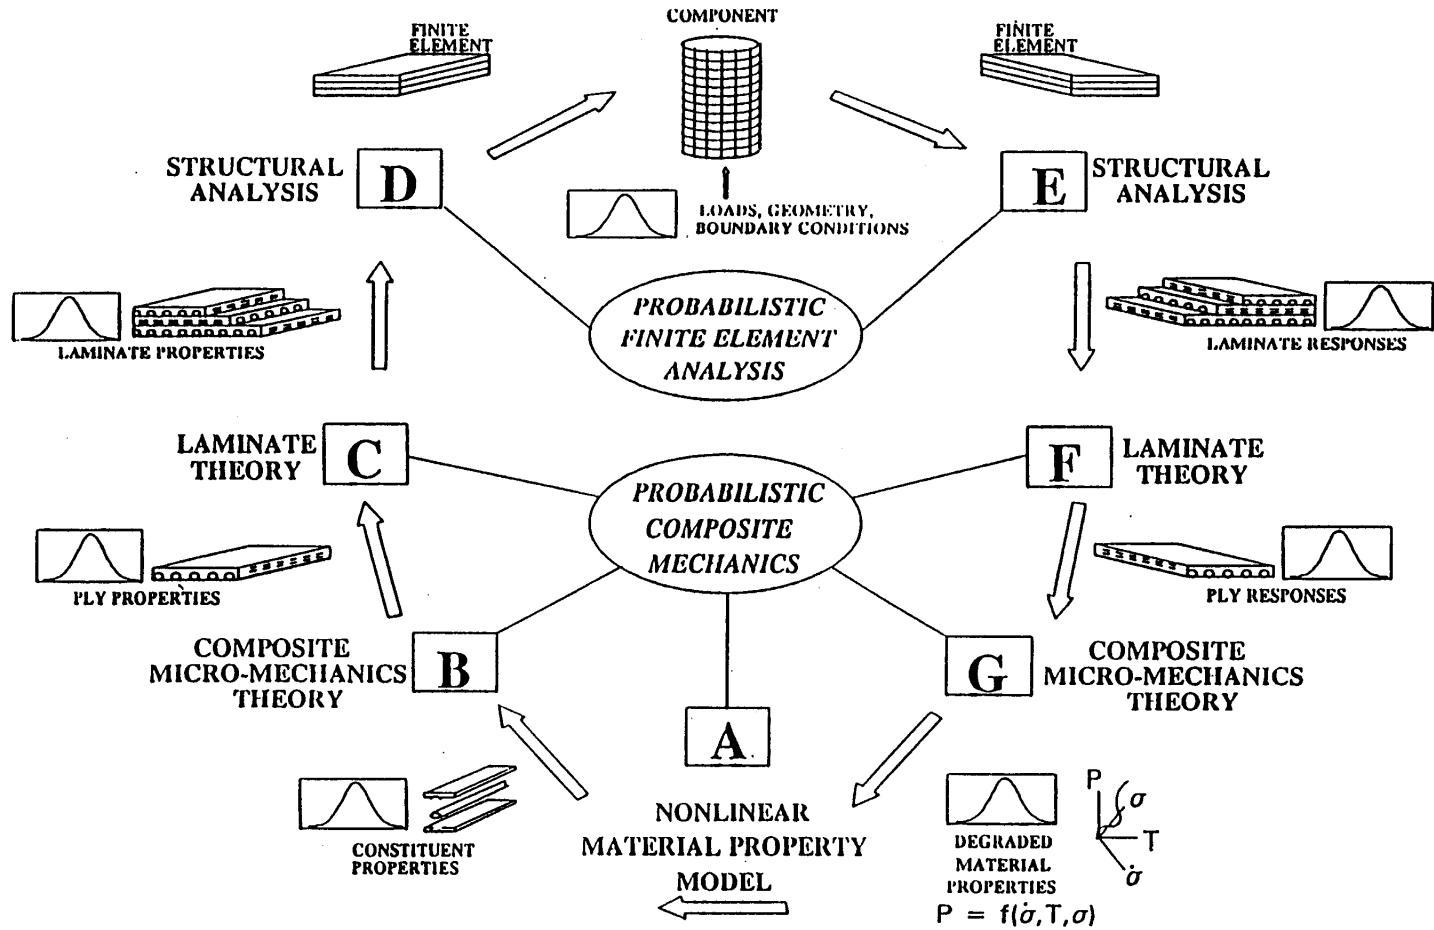 COMPONENT
FINITE
ELEMENT
FINITE
ELEMENT
STRUCTURAL
ANALYSIS
D
E
STRUCTURAL
ANALYSIS
LOADS, GEOMETRY,
BOUNDARY CONDITIONS
PROBABILISTIC
FINITE ELEMENT
ANALYSIS
LAMINATE PROPERTIES
LAMINATE RESPONSES
LAMINATE
THEORY
C
F
LAMINATE
THEORY
PROBABILISTIC
COMPOSITE
MECHANICS
PLY PROPERTIES
PLY RESPONSES
COMPOSITE
MICRO-MECHANICS
THEORY
B
G
COMPOSITE
MICRO-MECHANICS
THEORY
A
NONLINEAR
MATERIAL PROPERTY
MODEL
CONSTITUENT
PROPERTIES
DEGRADED
MATERIAL
PROPERTIES
P = f(σ̇,T,σ)
P
σ
T
σ̇